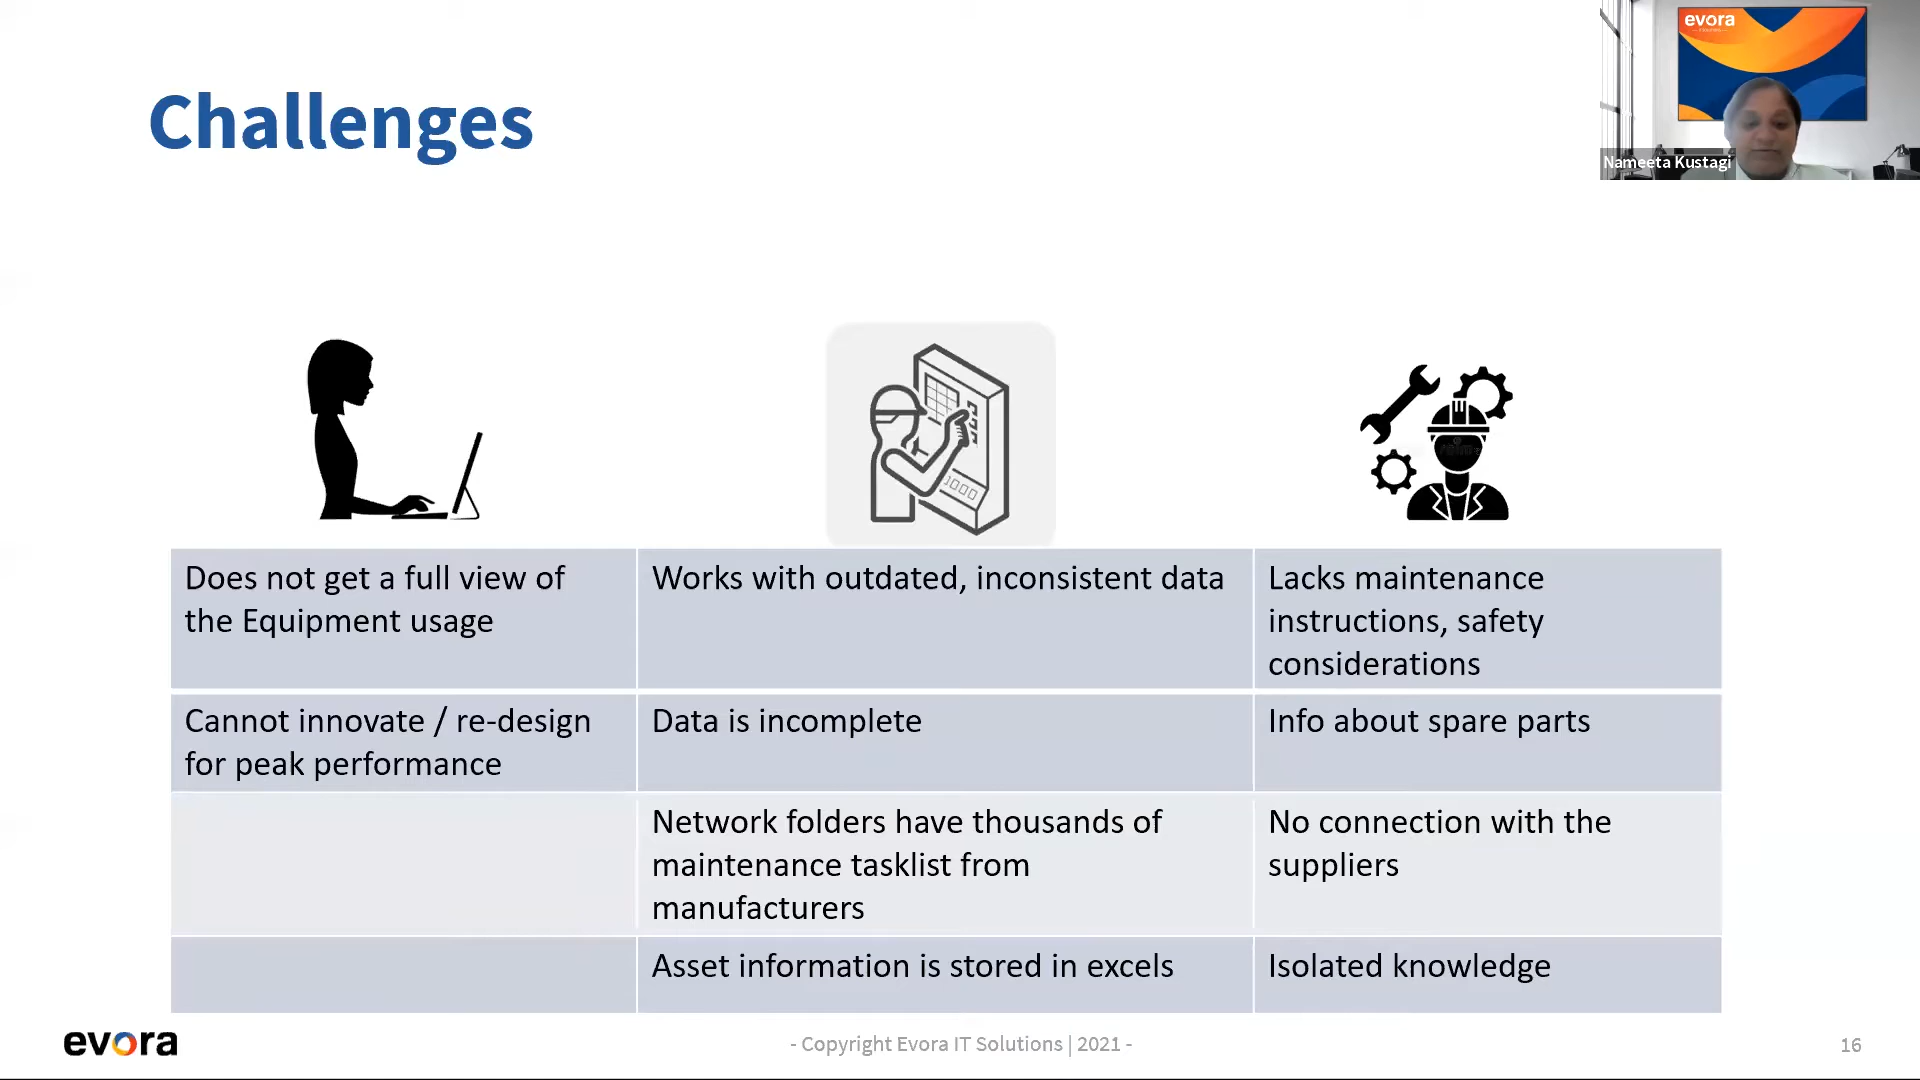 evora
Nameeta Kustagi
Challenges
Does not get a full view of
the Equipment usage
Works with outdated, inconsistent data
Lacks maintenance
instructions, safety
considerations
Cannot innovate / re-design
for peak performance
Data is incomplete
Info about spare parts
Network folders have thousands of
maintenance tasklist from
manufacturers
No connection with the
suppliers
Asset information is stored in excels
Isolated knowledge
evora
- Copyright Evora IT Solutions | 2021 -
16